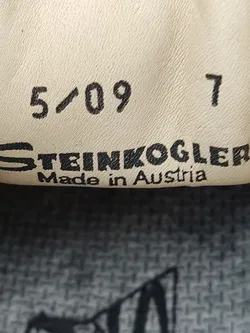 5/09 7
STEINKOGLER
Made in Austria